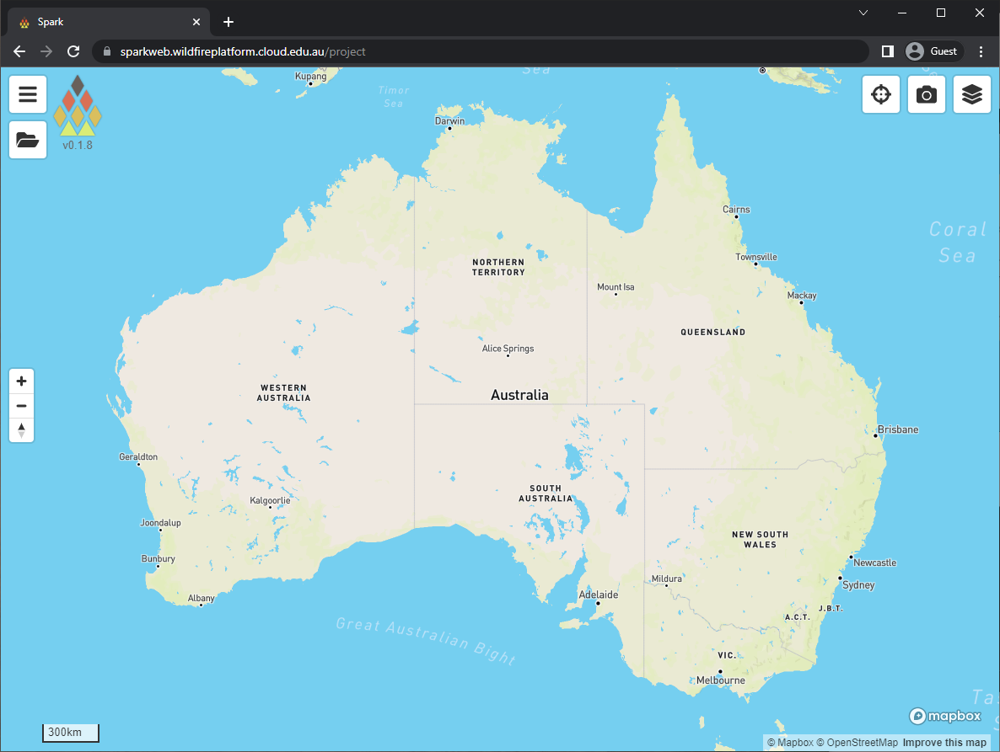 Spark
sparkweb.wildfireplatform.cloud.edu.au/project
Guest
v0.1.8
Kupang
Timor
Sea
Sea
Darwin
Cairns
Coral
Sea
Townsville
NORTHERN
TERRITORY
Mount Isa
Mackay
QUEENSLAND
Alice Springs
WESTERN
AUSTRALIA
Australia
Brisbane
Geraldton
SOUTH
AUSTRALIA
Kalgoorlie
Joondalup
NEW SOUTH
WALES
Bunbury
Newcastle
Mildura
Sydney
Albany
Adelaide
J.B.T.
A.C.T.
Great Australian Bight
VIC.
Melbourne
Ta
mapbox
300km
© Mapbox © OpenStreetMap Improve this map